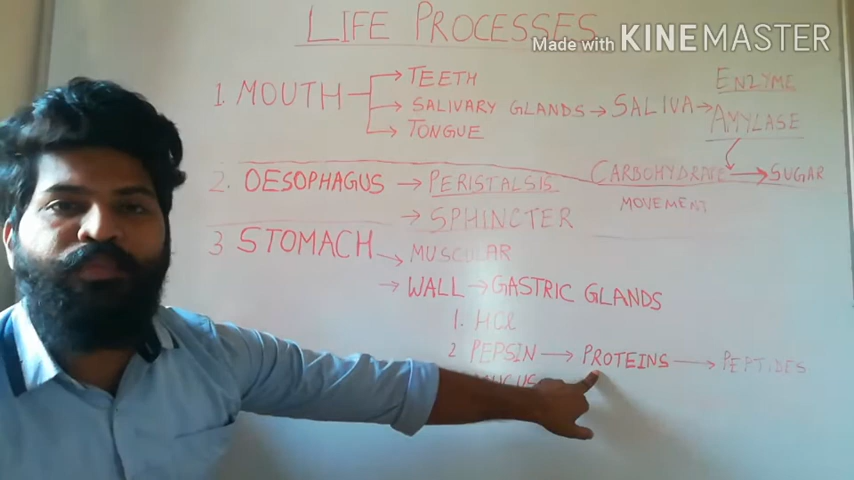 LIFE PROCESSES
Made with KINEMASTER
1. MOUTH → TEETH
→ SALIVARY GLANDS → SALIVA → ENZYME AMYLASE
→ TONGUE
CARBOHYDRATE → SUGAR
2. OESOPHAGUS → PERISTALSIS
MOVEMENT
→ SPHINCTER
3 STOMACH → MUSCULAR
→ WALL → GASTRIC GLANDS
1. HCl
2 PEPSIN → PROTEINS → PEPTIDES